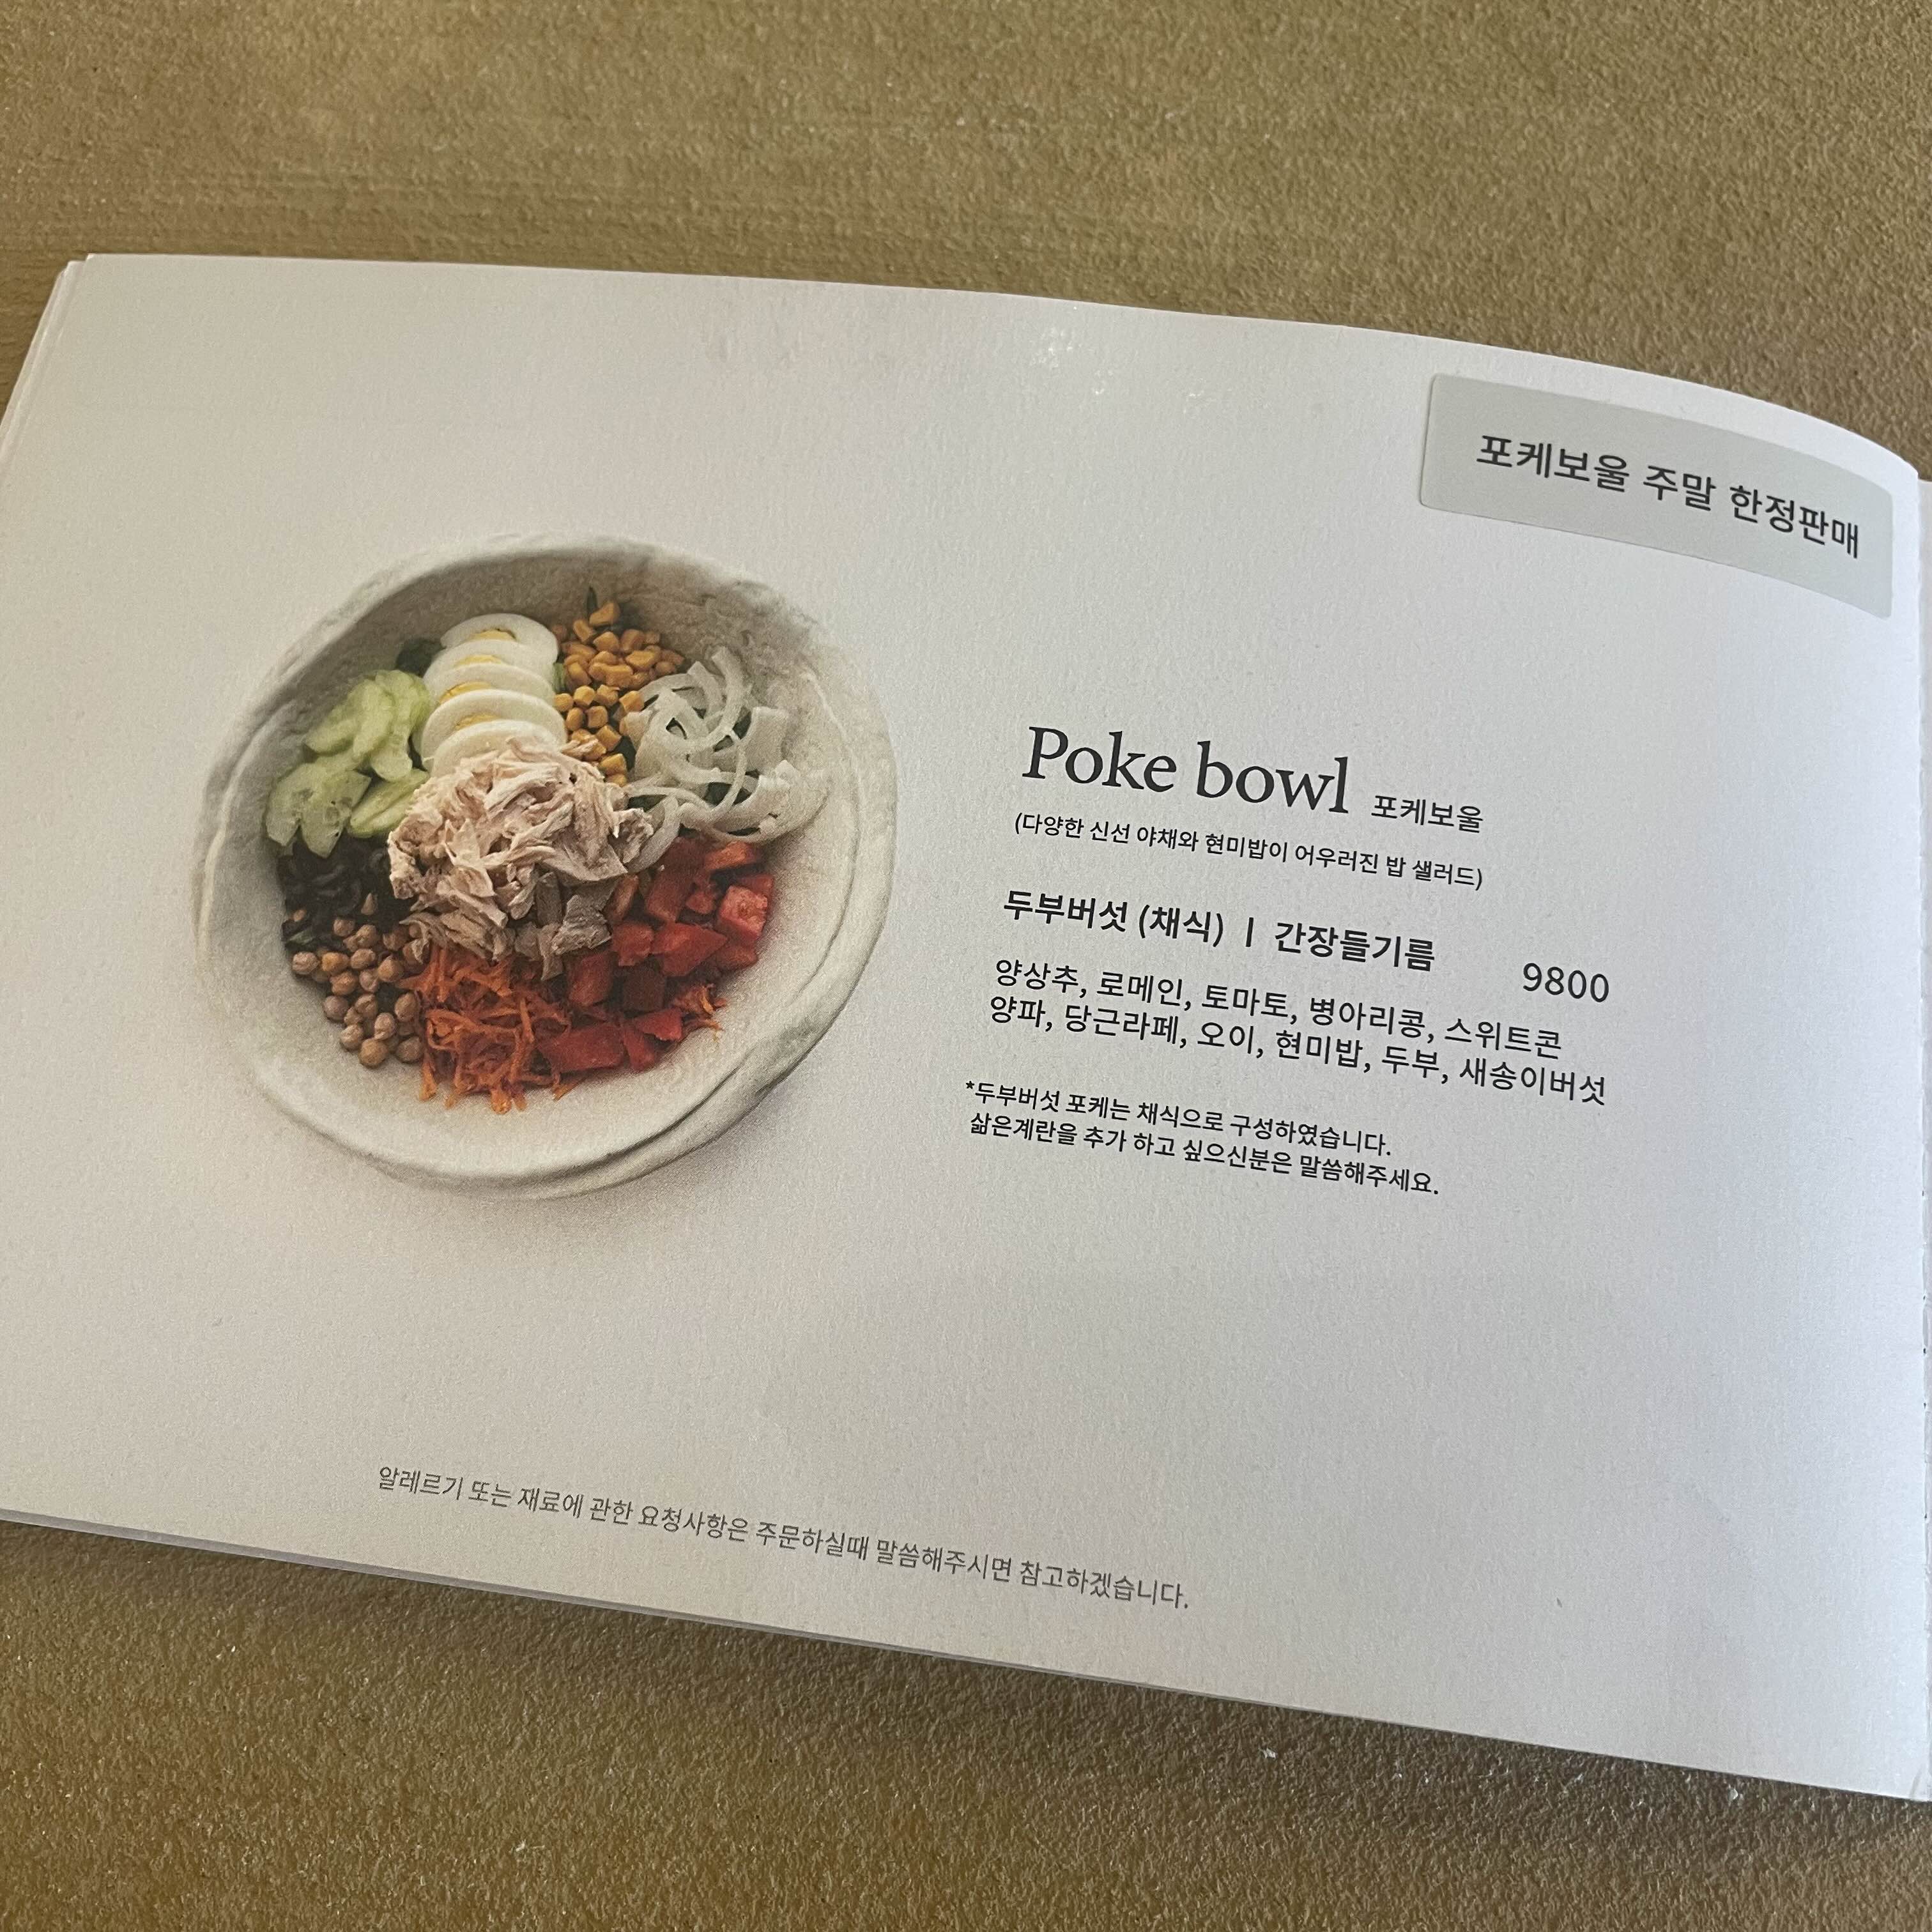 포케보울 주말 한정판매
Poke bowl 포케보울
(다양한 신선 야채와 현미밥이 어우러진 밥 샐러드)
두부버섯 (채식) | 간장들기름 9800
양상추, 로메인, 토마토, 병아리콩, 스위트콘
양파, 당근라페, 오이, 현미밥, 두부, 새송이버섯
*두부버섯 포케는 채식으로 구성하였습니다.
삶은계란을 추가 하고 싶으신분은 말씀해주세요.
알레르기 또는 재료에 관한 요청사항은 주문하실때 말씀해주시면 참고하겠습니다.